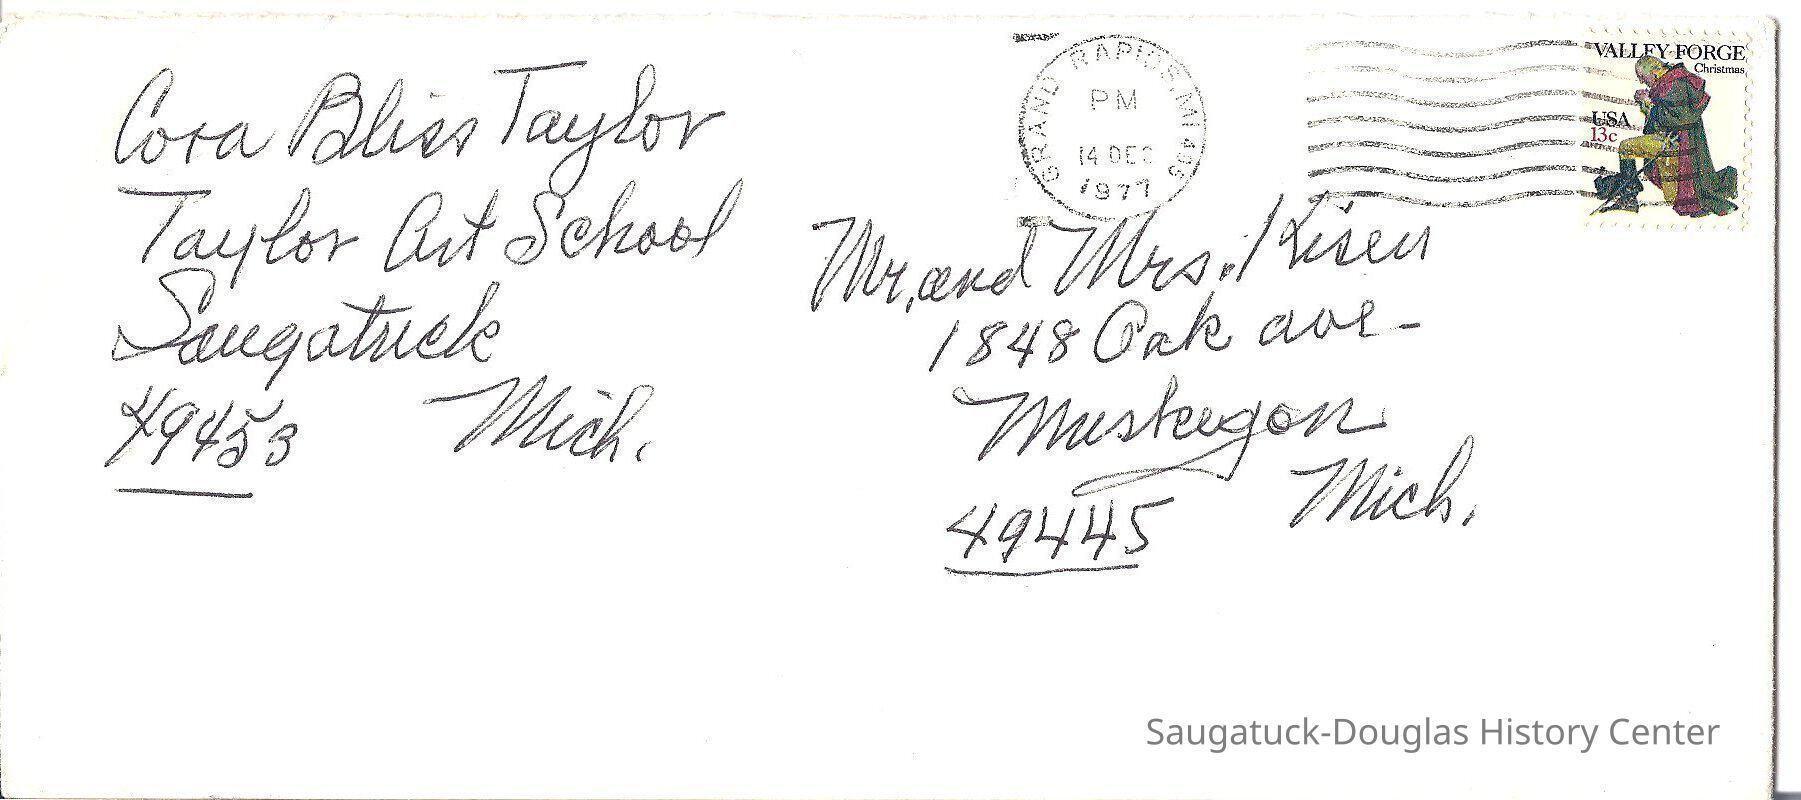 Cora Bliss Taylor
Taylor Art School
Saugatuck
49453 Mich.
GRAND RAPIDS, MI 495
PM
14 DEC
1977
VALLEY FORGE
Christmas
USA
13c
Mr. and Mrs. Kisen
1848 Oak ave-
Muskegon
Mich.
49445
Saugatuck-Douglas History Center